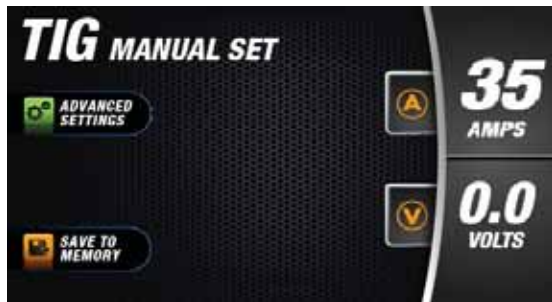 TIG MANUAL SET
ADVANCED
SETTINGS
A
35
AMPS
V
0.0
VOLTS
SAVE TO
MEMORY